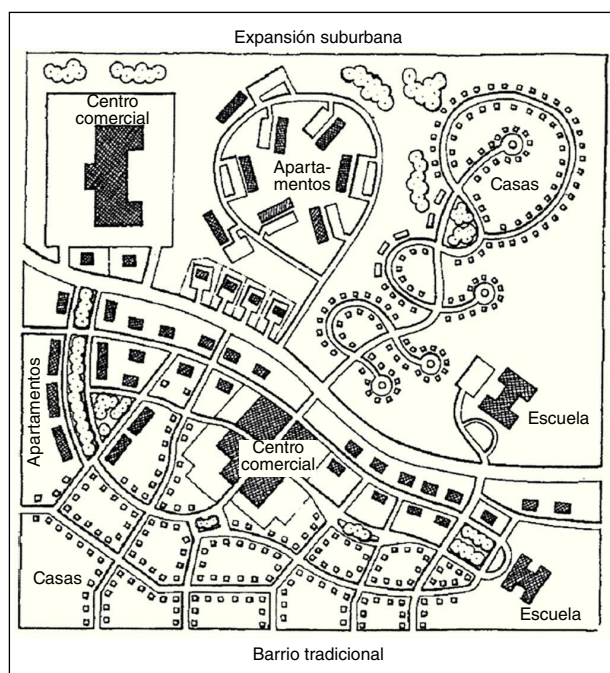 Expansión suburbana
Centro
comercial
Aparta-
mentos
Casas
Apartamentos
Escuela
Centro
comercial
Casas
Escuela
Barrio tradicional